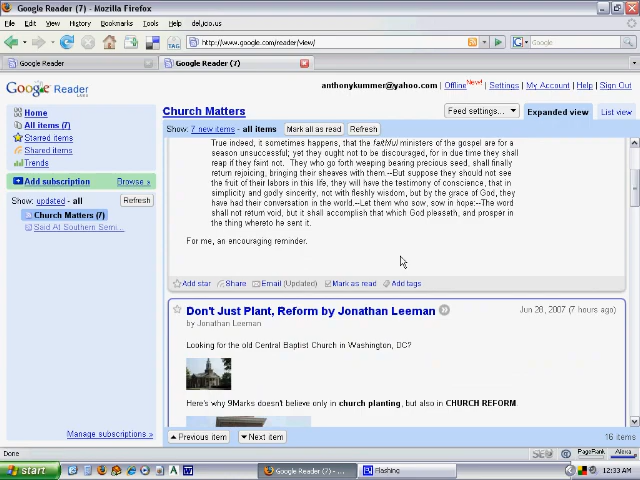 Google Reader (7) - Mozilla Firefox
File Edit View History Bookmarks Tools Help del.icio.us
TAG http://www.google.com/reader/view/ Google
Google Reader Google Reader (7)
anthonykummer@yahoo.com | Offline New! | Settings | My Account | Help | Sign Out
Google Reader
Church Matters Feed settings... Expanded view List view
Home
All items (7)
Starred items
Shared items
Trends
Add subscription Browse »
Show: updated - all Refresh
Church Matters (7)
Said At Southern Semi...
Manage subscriptions »
Show: 7 new items - all items Mark all as read Refresh
True indeed, it sometimes happens, that the faithful ministers of the gospel are for a
season unsuccessful; yet they ought not to be discouraged, for in due time they shall
reap if they faint not. They who go forth weeping bearing precious seed, shall finally
return rejoicing, bringing their sheaves with them.--But suppose they should not see
the fruit of their labors in this life, they will have the testimony of conscience, that in
simplicity and godly sincerity, not with fleshly wisdom, but by the grace of God, they
have had their conversation in the world.--Let them who sow, sow in hope:--The word
shall not return void, but it shall accomplish that which God pleaseth, and prosper in
the thing whereto he sent it.
For me, an encouraging reminder.
Add star Share Email (Updated) Mark as read Add tags
Don't Just Plant, Reform by Jonathan Leeman Jun 28, 2007 (7 hours ago)
by Jonathan Leeman
Looking for the old Central Baptist Church in Washington, DC?
Here's why 9Marks doesn't believe only in church planting, but also in CHURCH REFORM.
Previous item Next item 16 items
Done PageRank Alexa
start Google Reader (7) - ... Flashing 12:33 AM